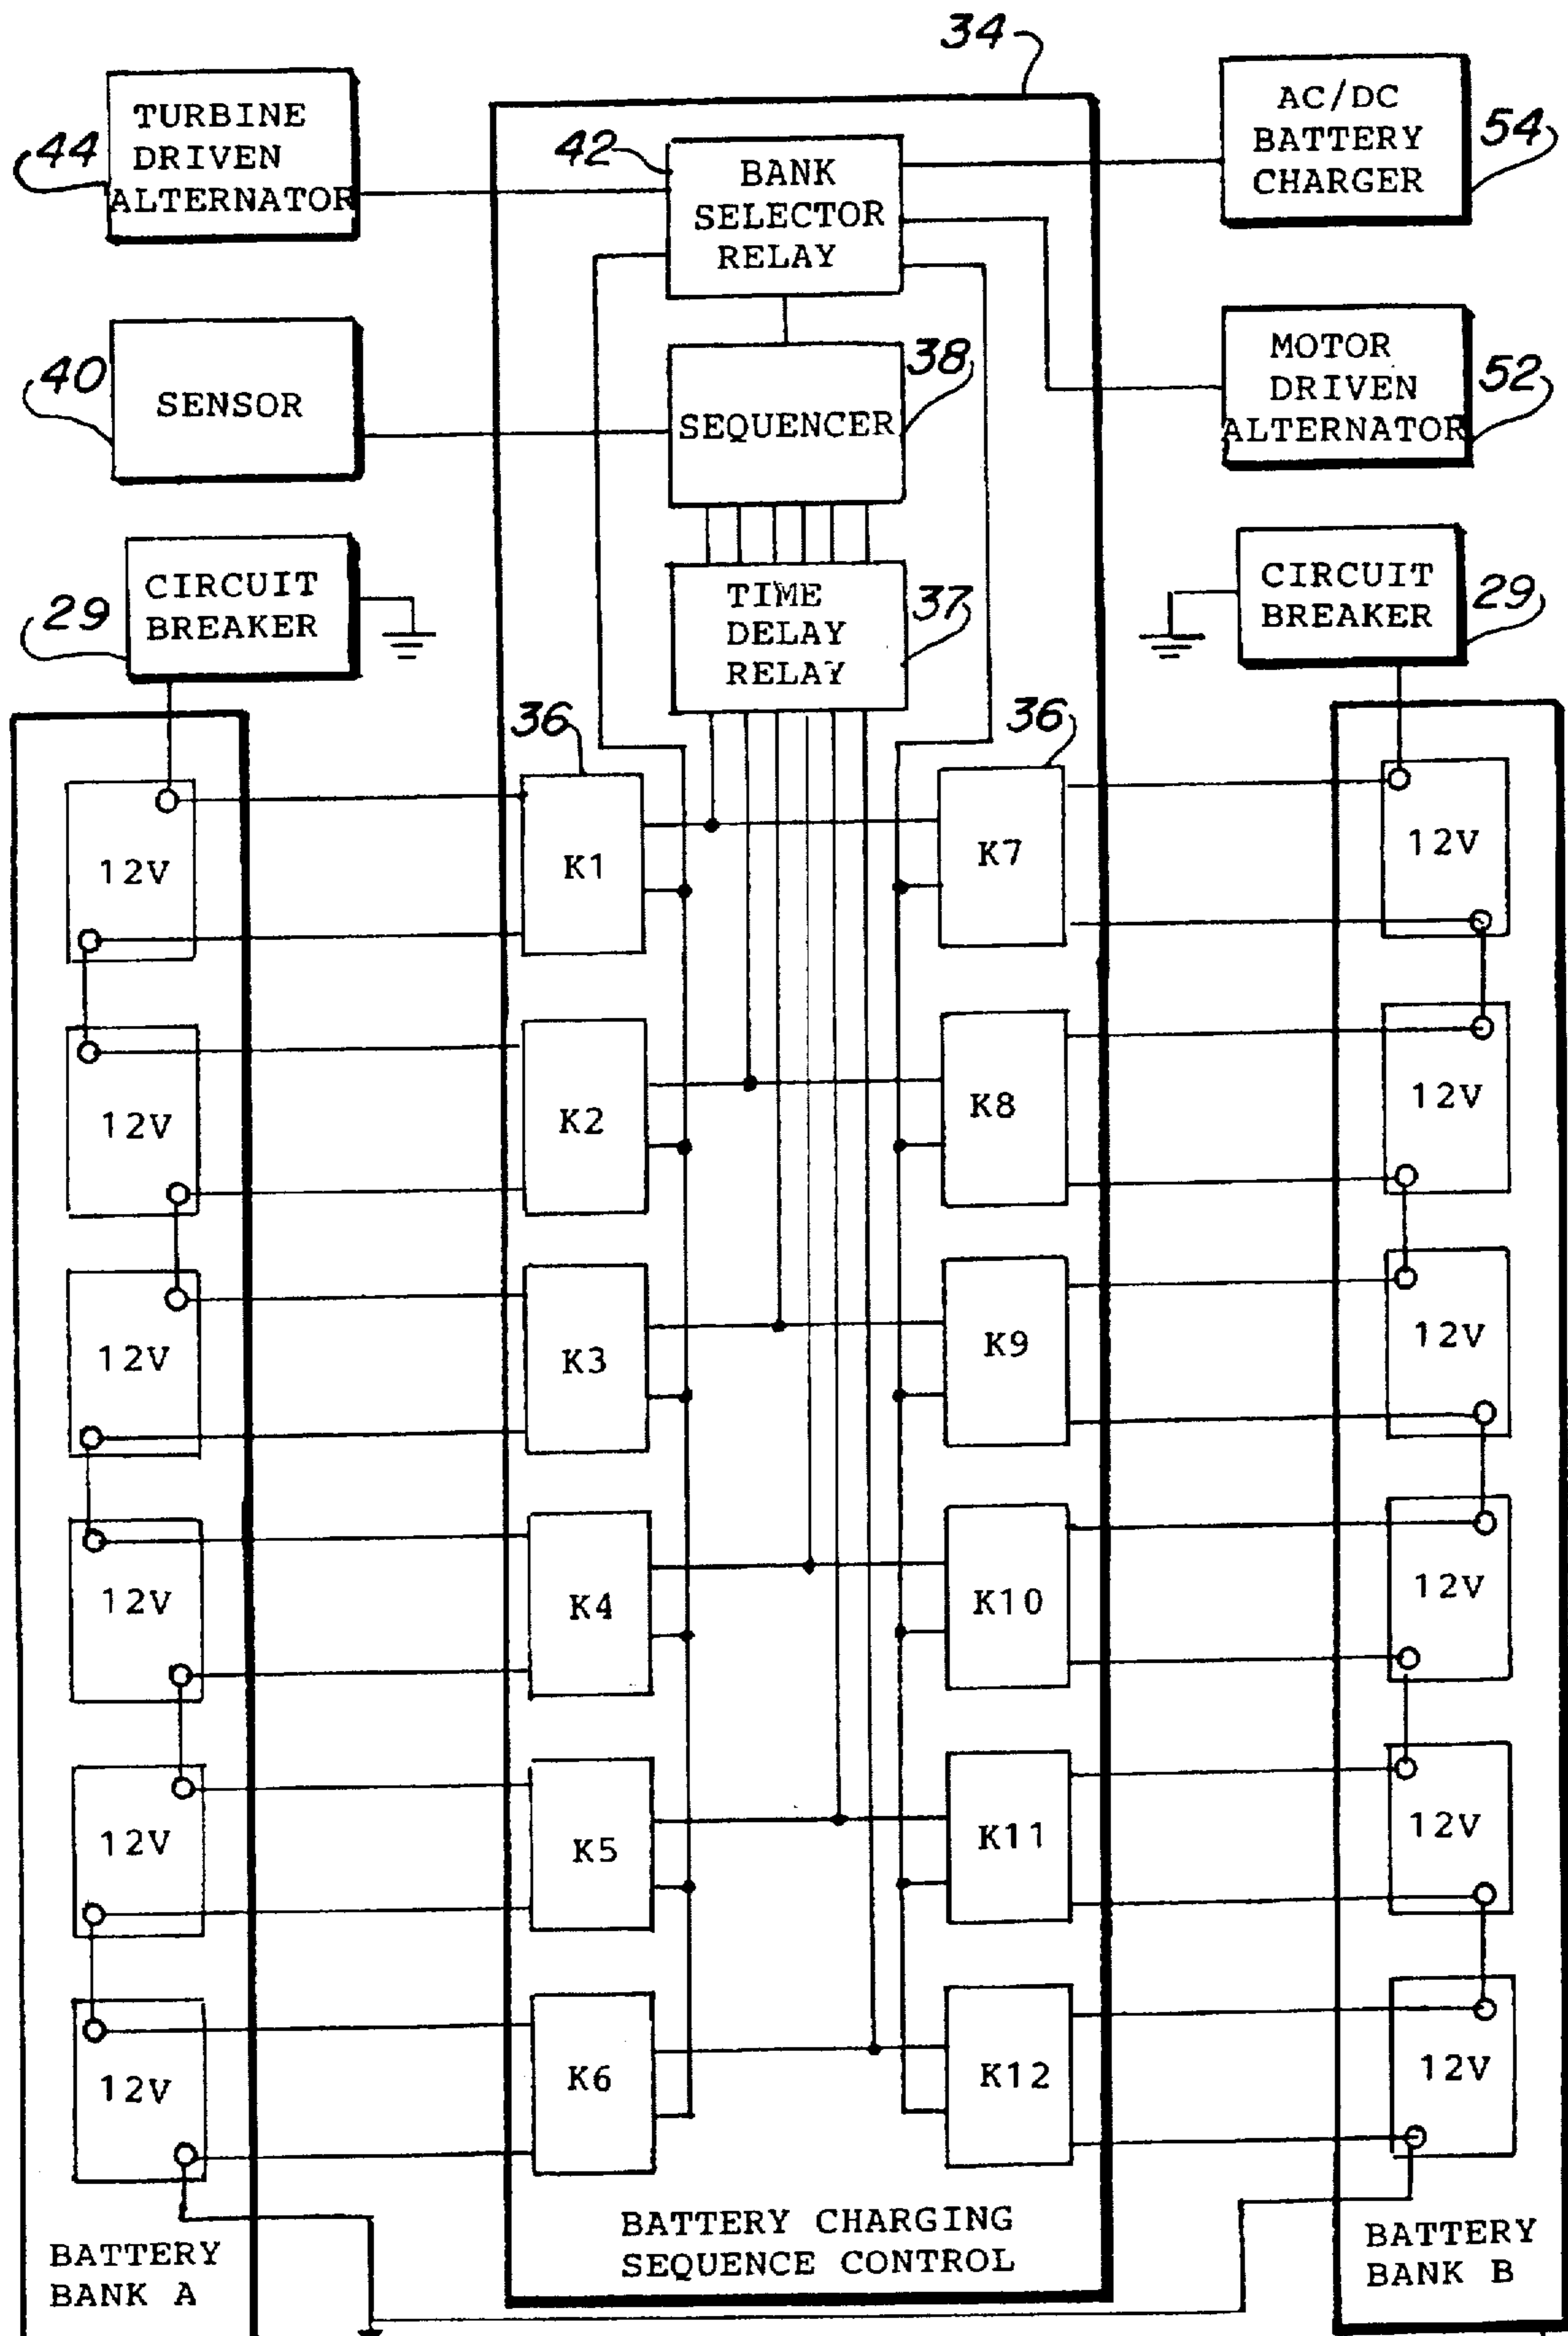 34
TURBINE
DRIVEN
ALTERNATOR
44
42
BANK
SELECTOR
RELAY
AC/DC
BATTERY
CHARGER
54
SENSOR
40
SEQUENCER
38
MOTOR
DRIVEN
ALTERNATOR
52
CIRCUIT
BREAKER
29
TIME
DELAY
RELAY
37
CIRCUIT
BREAKER
29
36
36
12V
K1
K7
12V
12V
K2
K8
12V
12V
K3
K9
12V
12V
K4
K10
12V
12V
K5
K11
12V
12V
K6
K12
12V
BATTERY
BANK A
BATTERY CHARGING
SEQUENCE CONTROL
BATTERY
BANK B